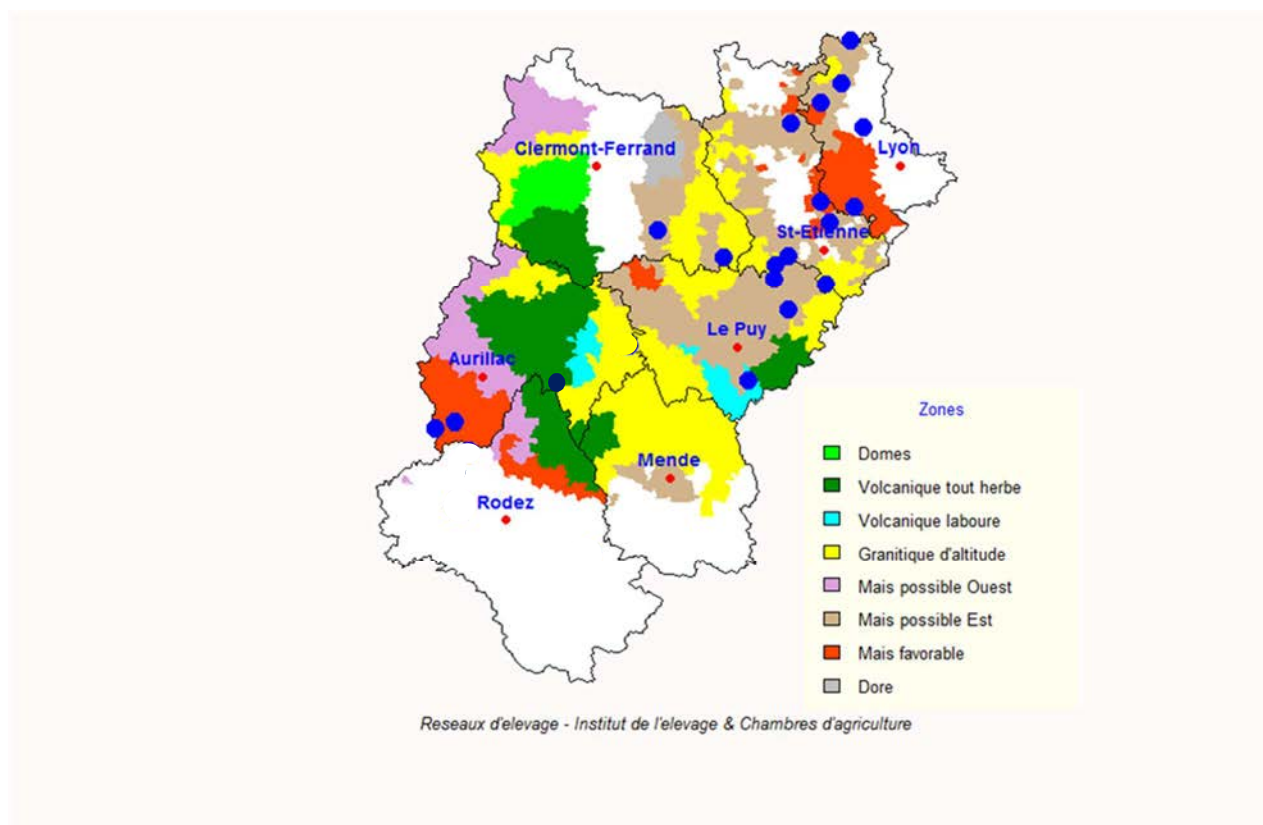 Clermont-Ferrand
Lyon
St-Etienne
Le Puy
Aurillac
Mende
Rodez
Zones
Domes
Volcanique tout herbe
Volcanique laboure
Granitique d'altitude
Mais possible Ouest
Mais possible Est
Mais favorable
Dore
Reseaux d'elevage - Institut de l'elevage & Chambres d'agriculture